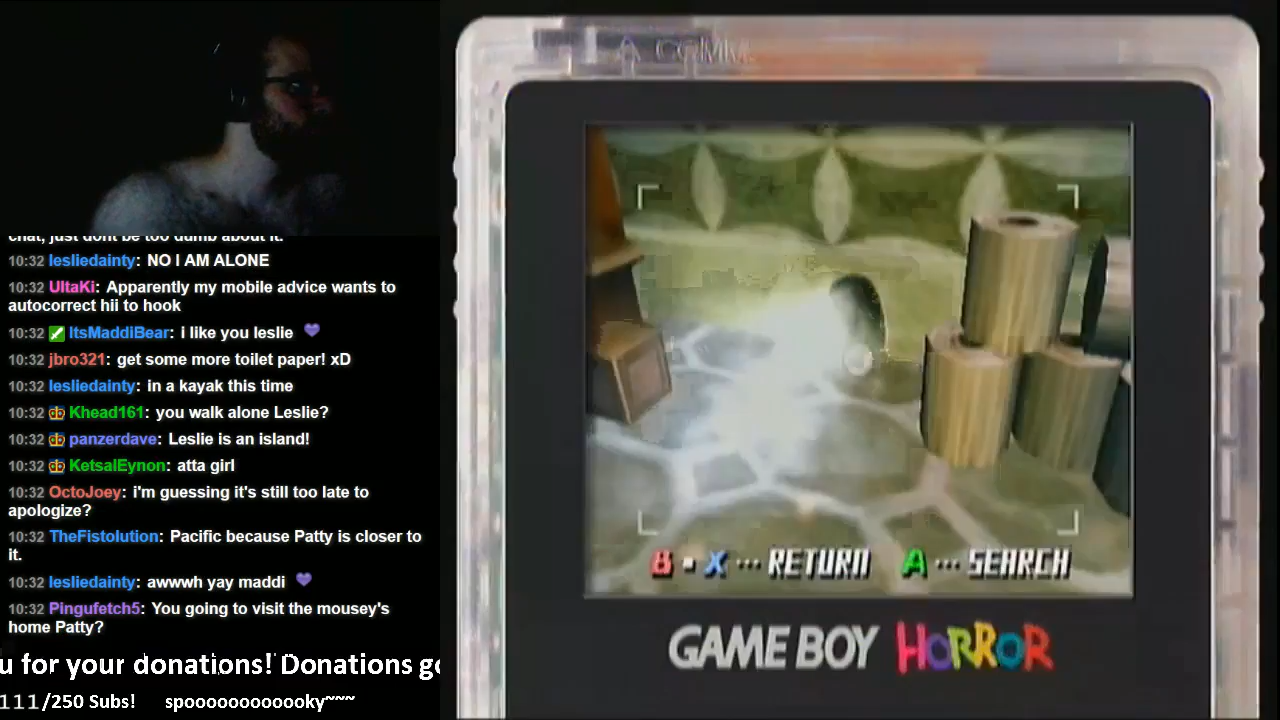 chat, just dont be too dumb about it.
10:32 lesliedainty: NO I AM ALONE
10:32 UltaKi: Apparently my mobile advice wants to
autocorrect hii to hook
10:32 ItsMaddiBear: i like you leslie
10:32 jbro321: get some more toilet paper! xD
10:32 lesliedainty: in a kayak this time
10:32 Khead161: you walk alone Leslie?
10:32 panzerdave: Leslie is an island!
10:32 KetsalEynon: atta girl
10:32 OctoJoey: i'm guessing it's still too late to
apologize?
10:32 TheFistolution: Pacific because Patty is closer to
it.
10:32 lesliedainty: awwwh yay maddi
10:32 Pingufetch5: You going to visit the mousey's
home Patty?
u for your donations! Donations go
111/250 Subs! spoooooooooooky~~~
A COMM
B • X ... RETURN A ... SEARCH
GAME BOY HORROR